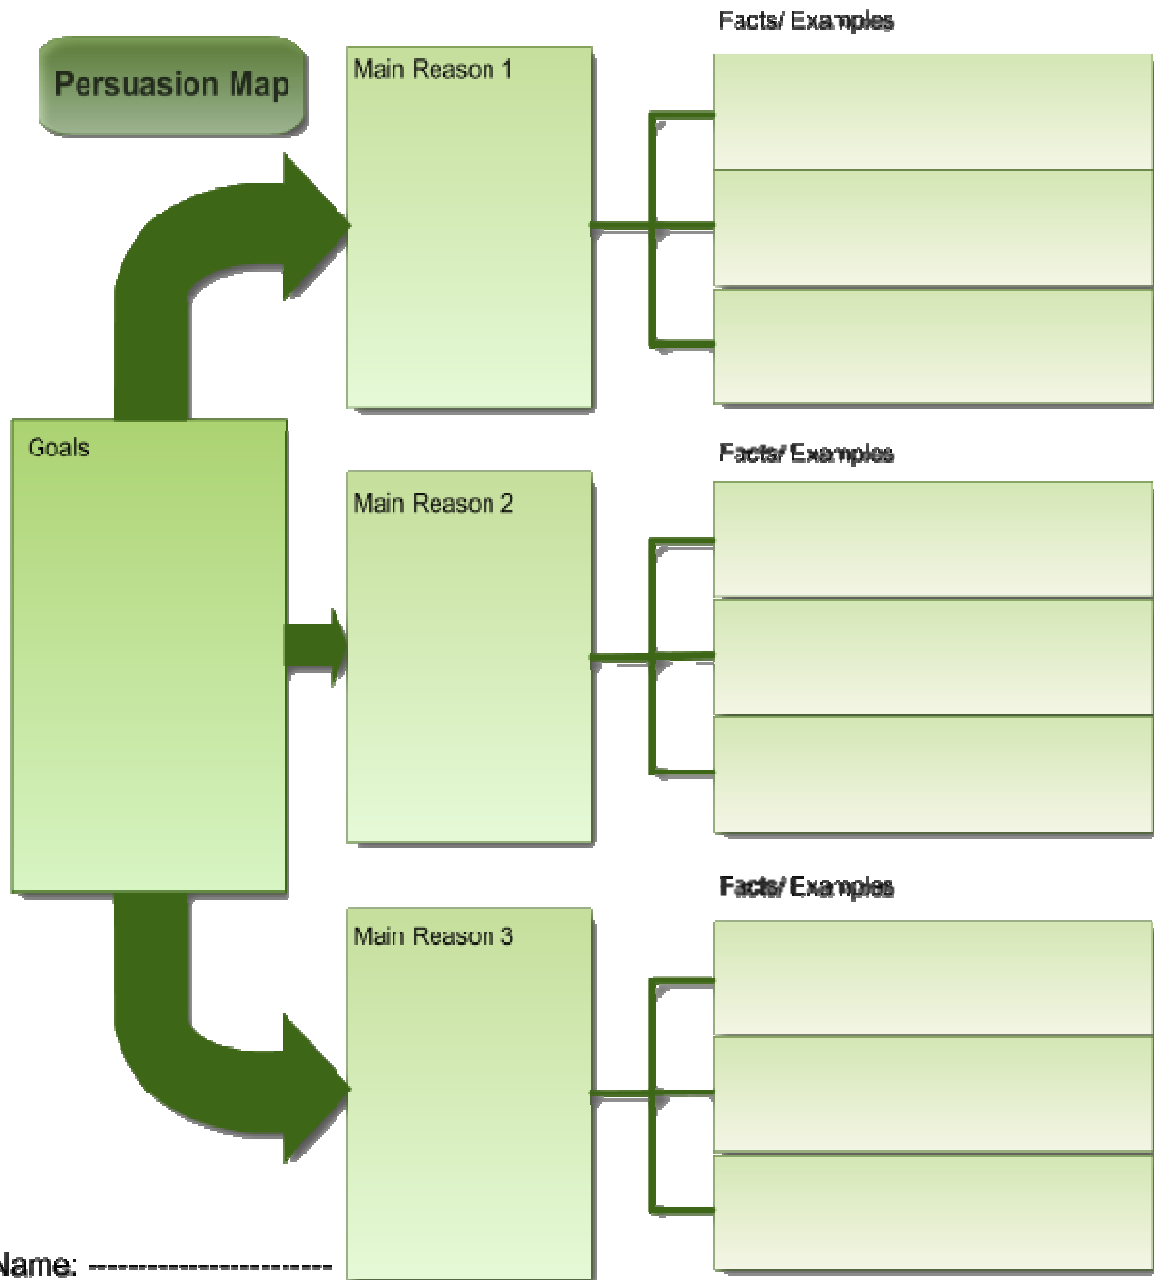 Persuasion Map
Main Reason 1
Facts/ Examples
Goals
Main Reason 2
Facts/ Examples
Main Reason 3
Facts/ Examples
Name: ------------------------